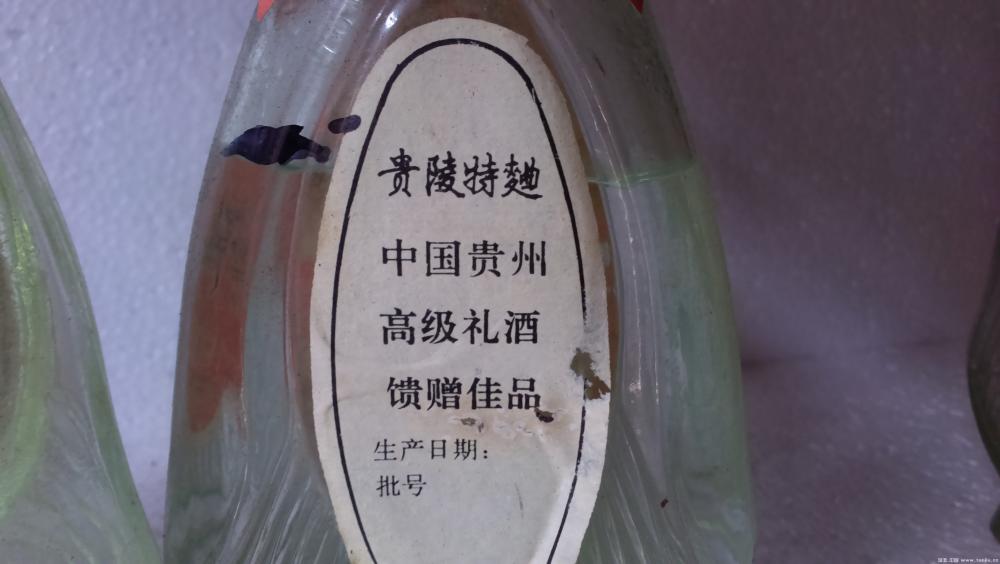 贵陵特麯
中国贵州
高级礼酒
馈赠佳品
生产日期：
批号